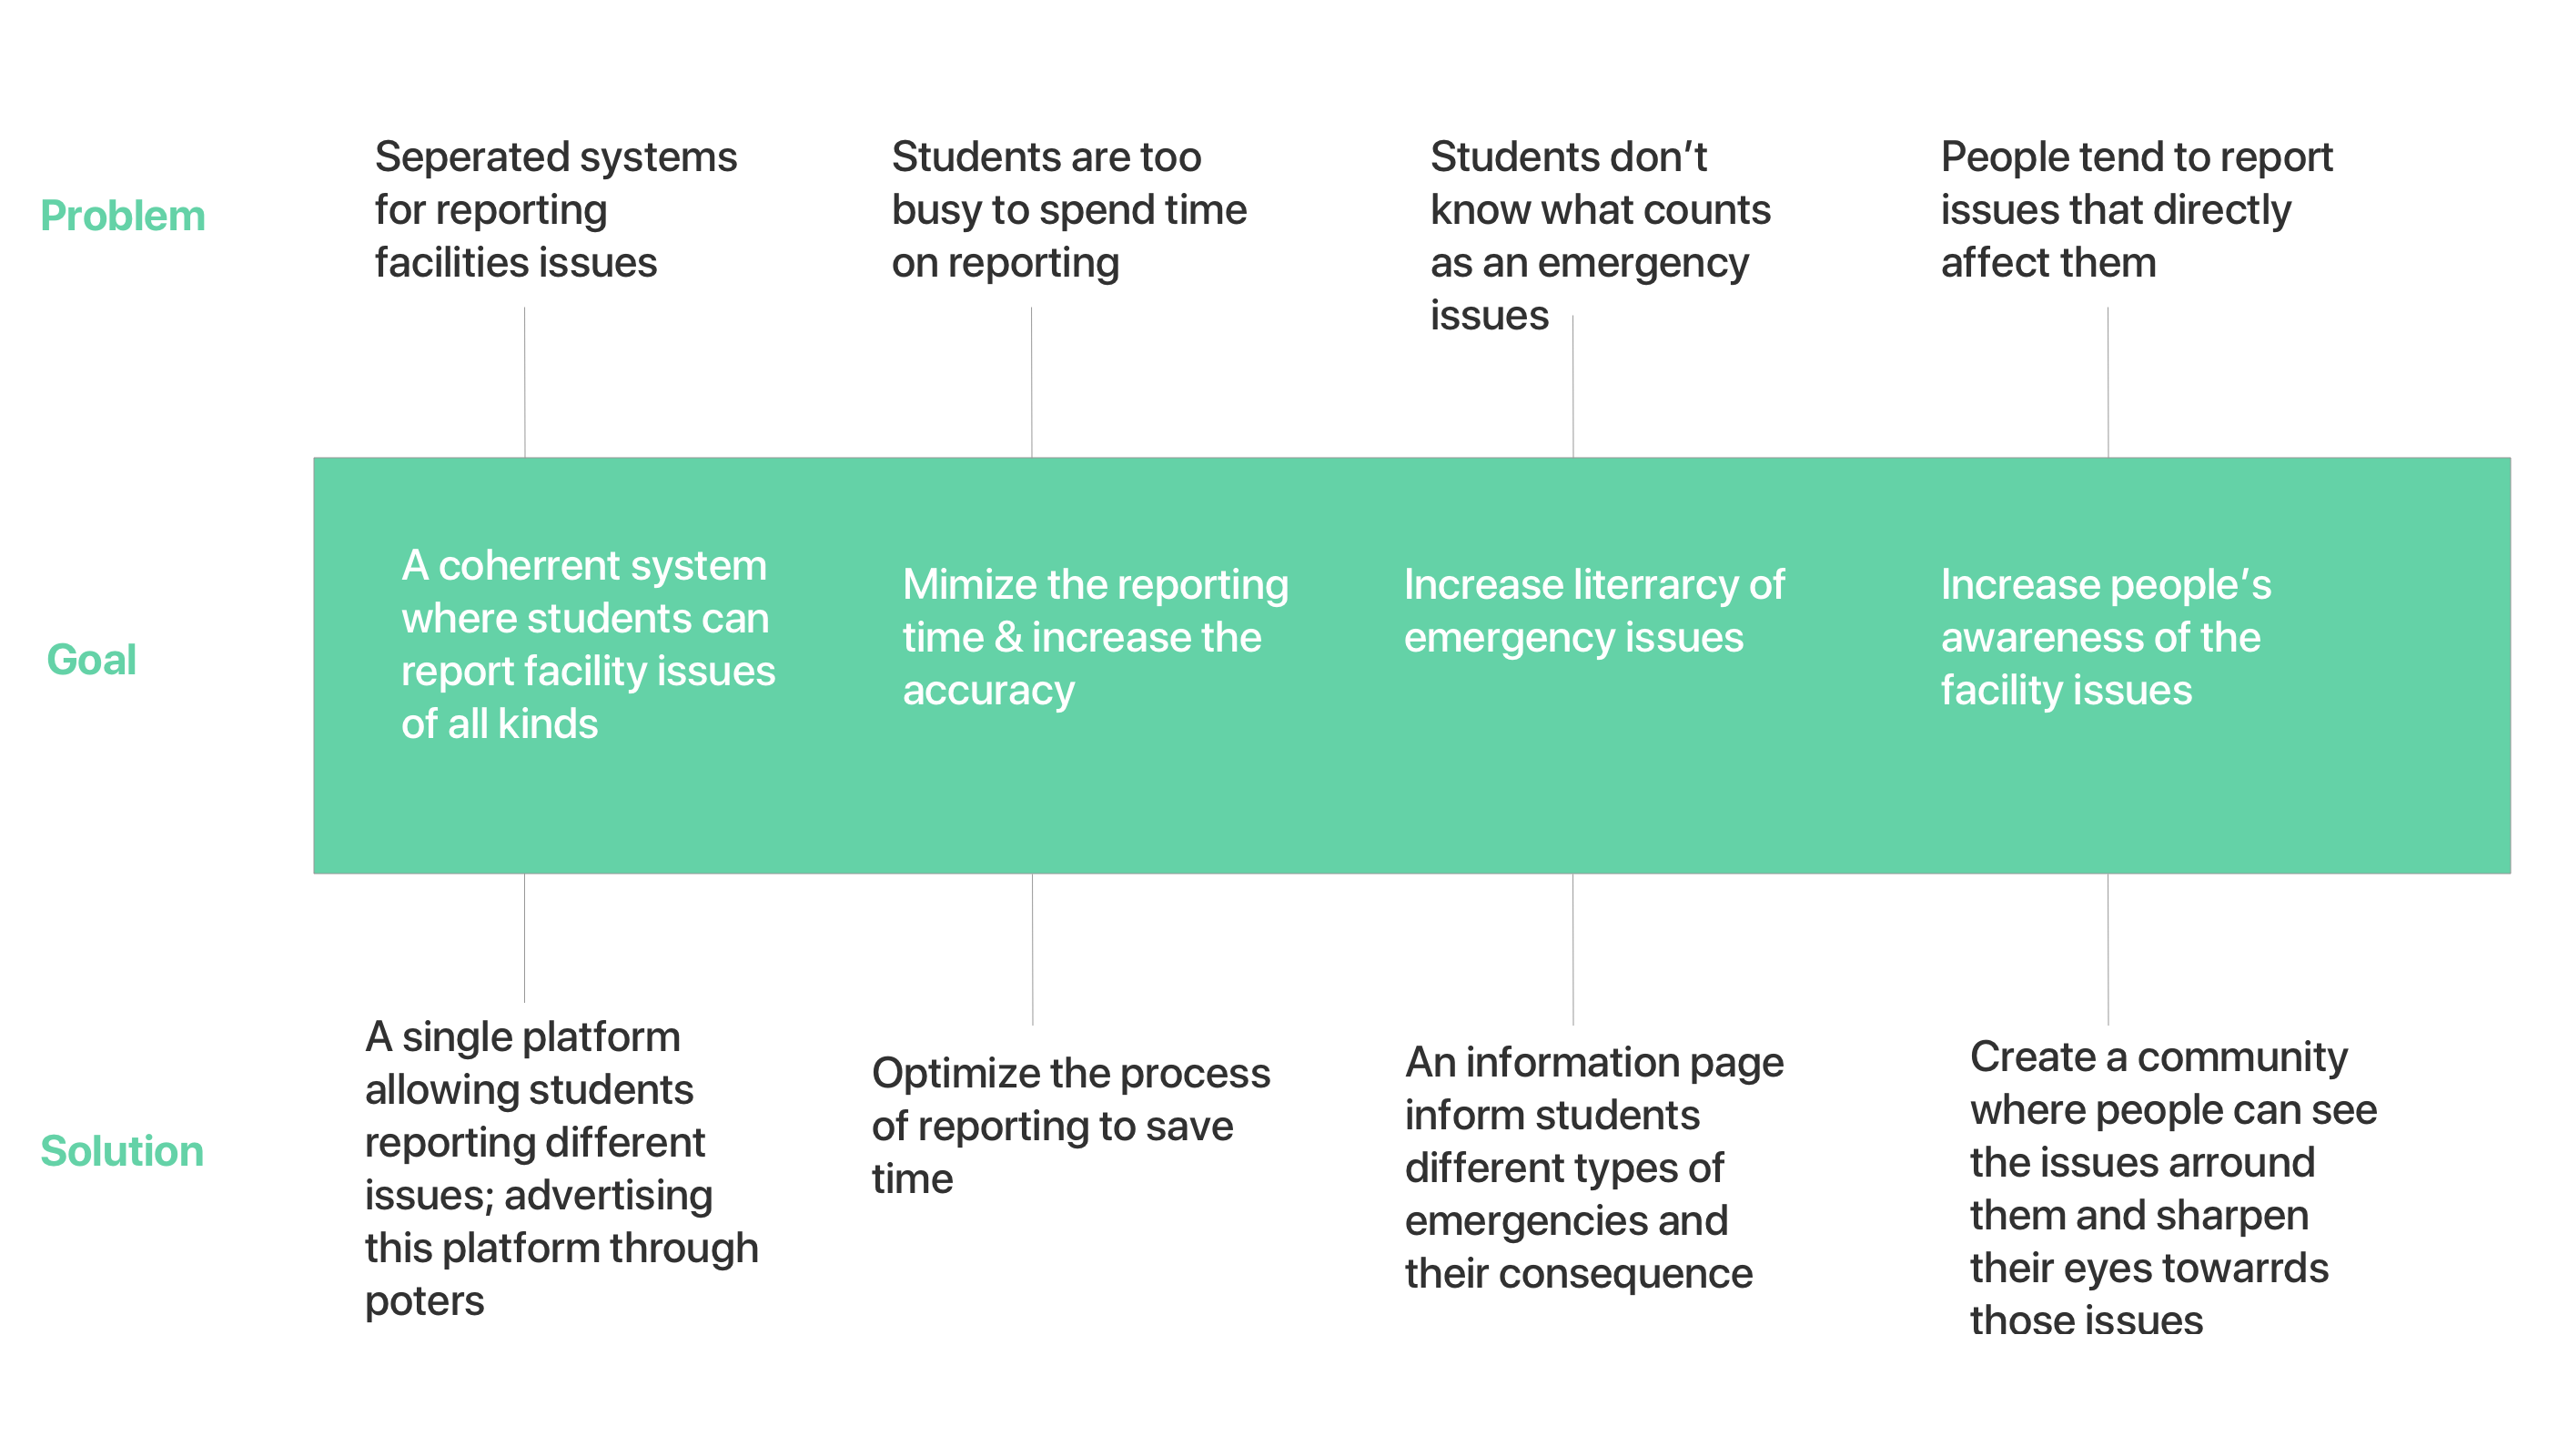 Problem
Seperated systems
for reporting
facilities issues
Students are too
busy to spend time
on reporting
Students don’t
know what counts
as an emergency
issues
People tend to report
issues that directly
affect them
Goal
A coherrent system
where students can
report facility issues
of all kinds
Mimize the reporting
time & increase the
accuracy
Increase literrarcy of
emergency issues
Increase people’s
awareness of the
facility issues
Solution
A single platform
allowing students
reporting different
issues; advertising
this platform through
poters
Optimize the process
of reporting to save
time
An information page
inform students
different types of
emergencies and
their consequence
Create a community
where people can see
the issues arround
them and sharpen
their eyes towarrds
those issues